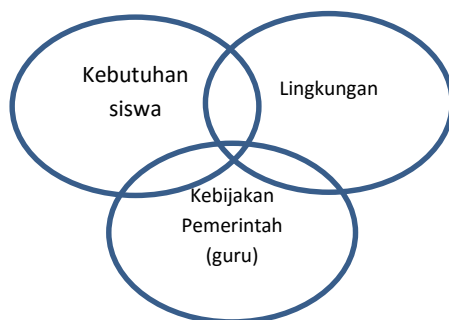 Kebutuhan
siswa
Lingkungan
Kebijakan
Pemerintah
(guru)